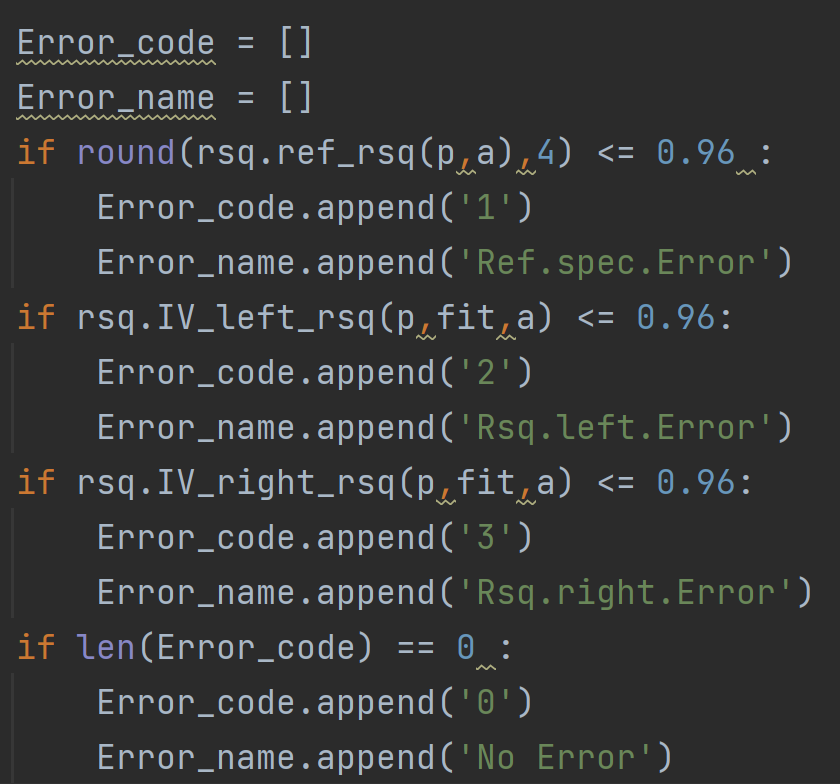 Error_code = []
Error_name = []
if round(rsq.ref_rsq(p,a),4) <= 0.96 :
    Error_code.append('1')
    Error_name.append('Ref.spec.Error')
if rsq.IV_left_rsq(p,fit,a) <= 0.96:
    Error_code.append('2')
    Error_name.append('Rsq.left.Error')
if rsq.IV_right_rsq(p,fit,a) <= 0.96:
    Error_code.append('3')
    Error_name.append('Rsq.right.Error')
if len(Error_code) == 0 :
    Error_code.append('0')
    Error_name.append('No Error')